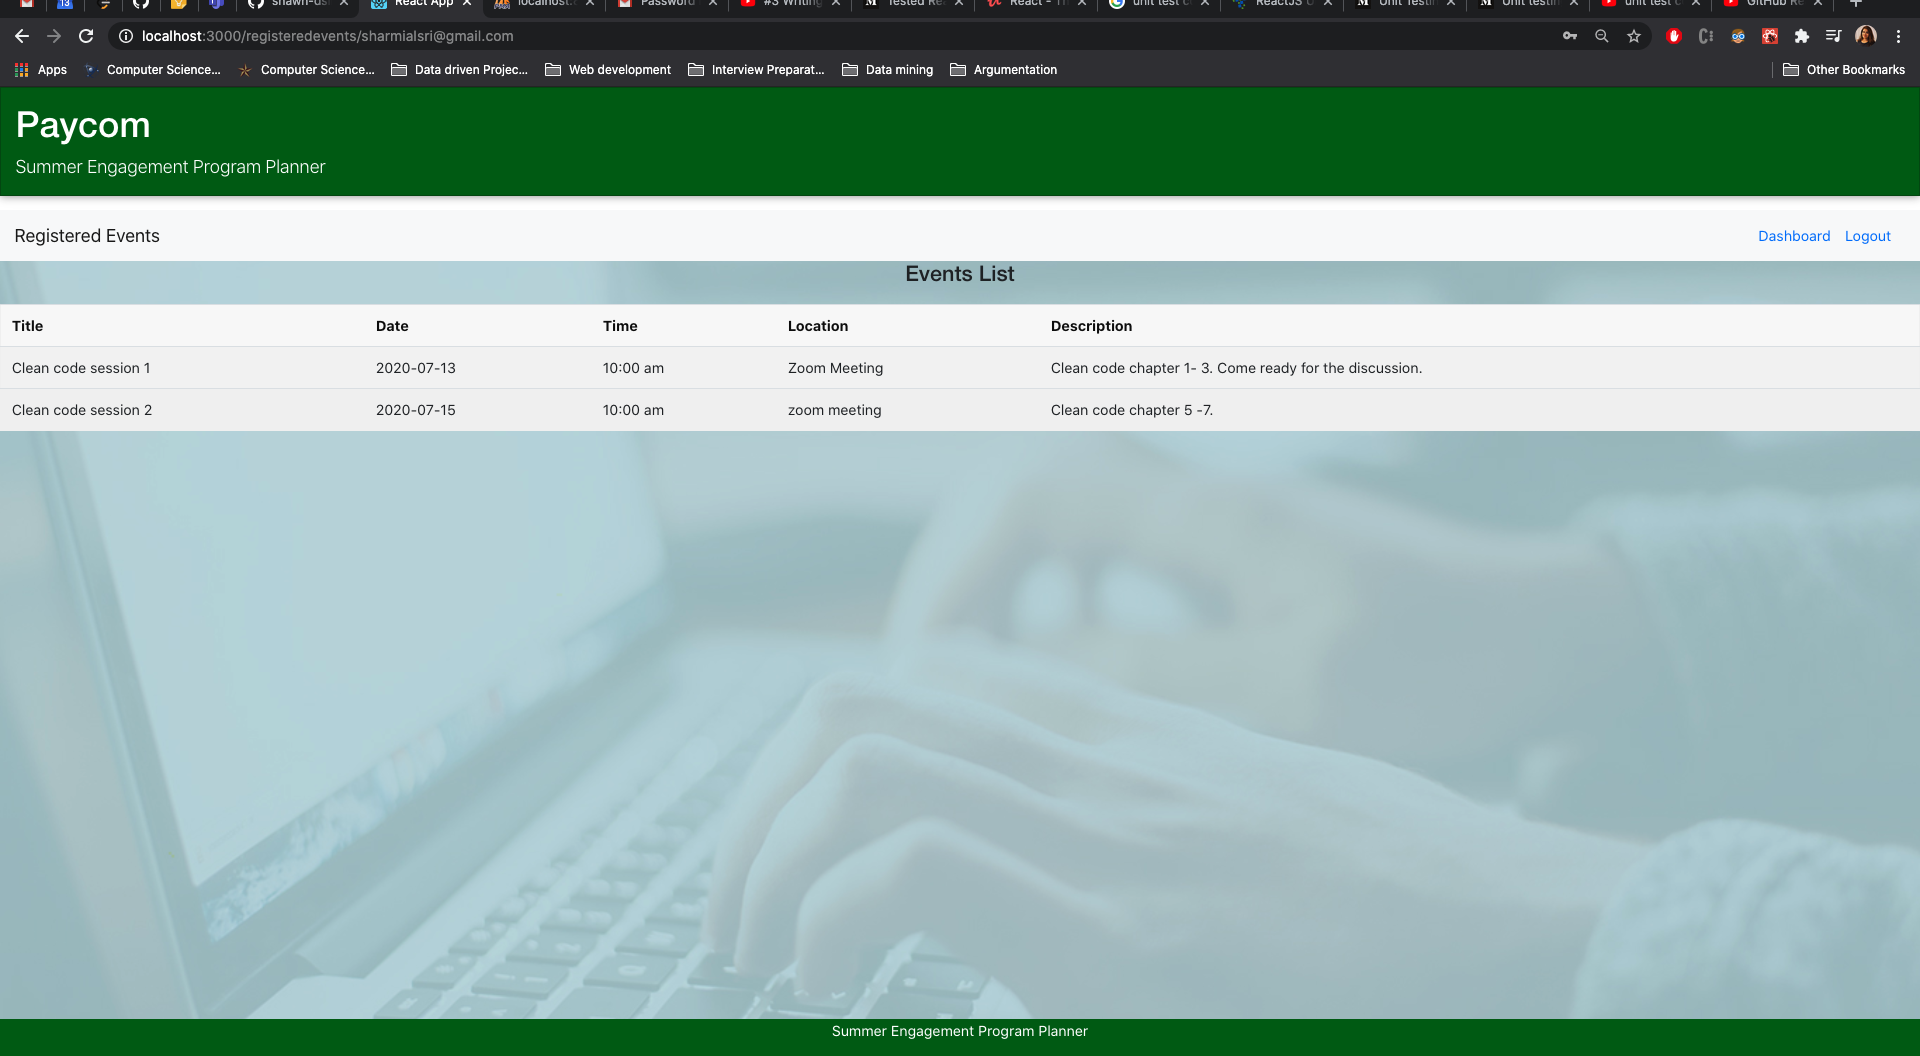 shawn-ds
React App
localhost:
Password
#3 Writing
Tested Re
React - Th
unit test c
ReactJS U
Unit Testin
Unit testin
unit test c
GitHub Re
localhost:3000/registeredevents/sharmialsri@gmail.com
Apps
Computer Science...
Computer Science...
Data driven Projec...
Web development
Interview Preparat...
Data mining
Argumentation
Other Bookmarks
Paycom
Summer Engagement Program Planner
Registered Events
Dashboard
Logout
Events List
Title Date Time Location Description
Clean code session 1 2020-07-13 10:00 am Zoom Meeting Clean code chapter 1- 3. Come ready for the discussion.
Clean code session 2 2020-07-15 10:00 am zoom meeting Clean code chapter 5 -7.
Summer Engagement Program Planner